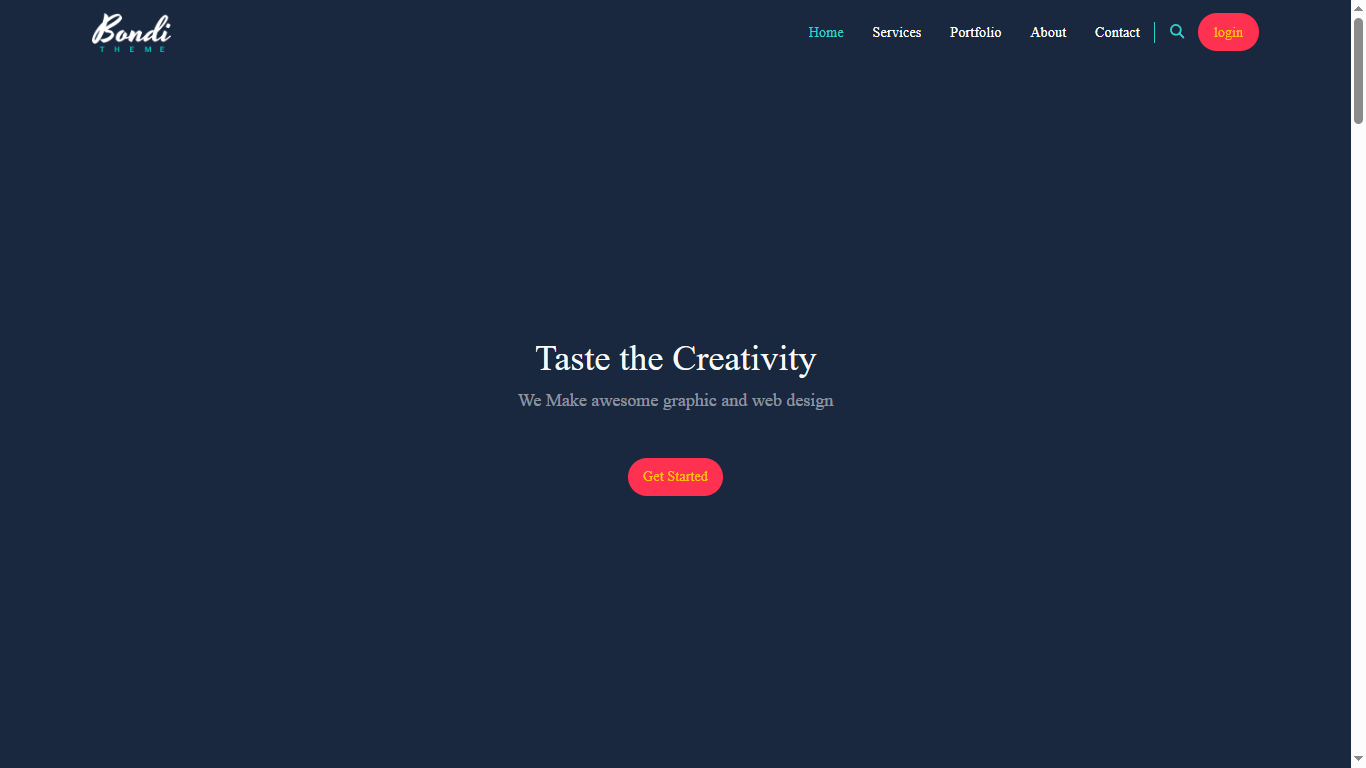 Bondi
THEME
Home Services Portfolio About Contact login
Taste the Creativity
We Make awesome graphic and web design
Get Started